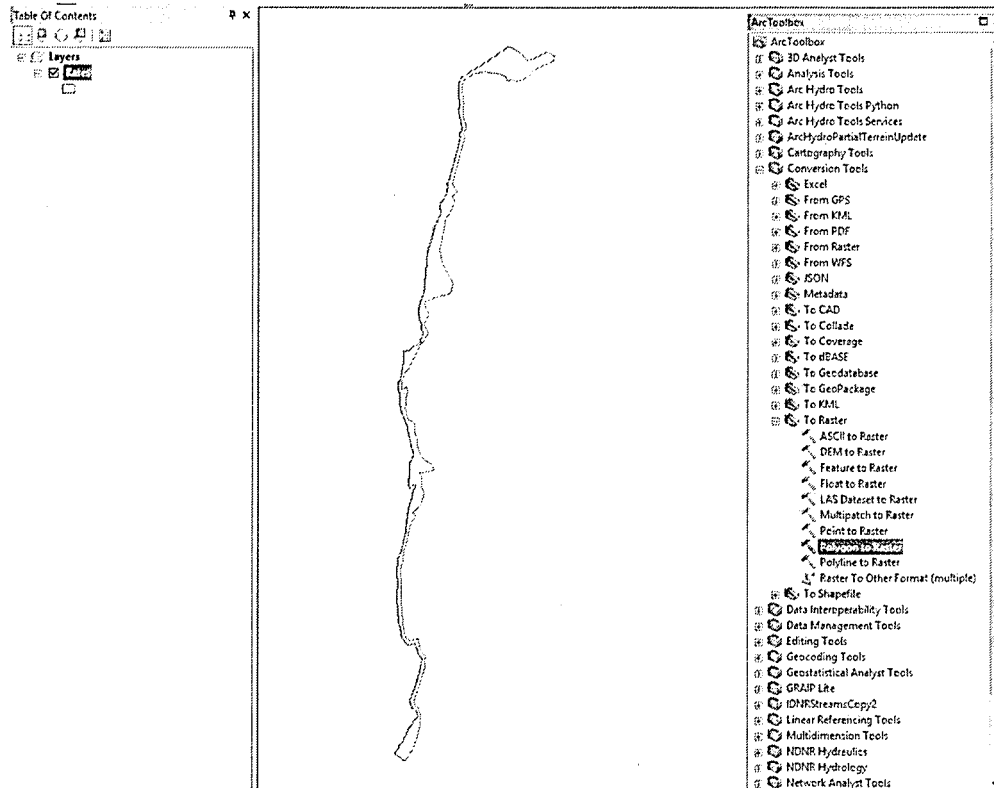 Table Of Contents
Layers
ArcToolbox
ArcToolbox
3D Analyst Tools
Analysis Tools
Arc Hydro Tools
Arc Hydro Tools Python
Arc Hydro Tools Services
ArcHydroPartialTerrainUpdate
Cartography Tools
Conversion Tools
Excel
From GPS
From KML
From PDF
From Raster
From WFS
JSON
Metadata
To CAD
To Collada
To Coverage
To dBASE
To Geodatabase
To GeoPackage
To KML
To Raster
ASCII to Raster
DEM to Raster
Feature to Raster
Float to Raster
LAS Dataset to Raster
Multipatch to Raster
Point to Raster
Polygon to Raster
Polyline to Raster
Raster To Other Format (multiple)
To Shapefile
Data Interoperability Tools
Data Management Tools
Editing Tools
Geocoding Tools
Geostatistical Analyst Tools
GRAIP Lite
IDNRStreamsCopy2
Linear Referencing Tools
Multidimension Tools
NDNR Hydraulics
NDNR Hydrology
Network Analyst Tools